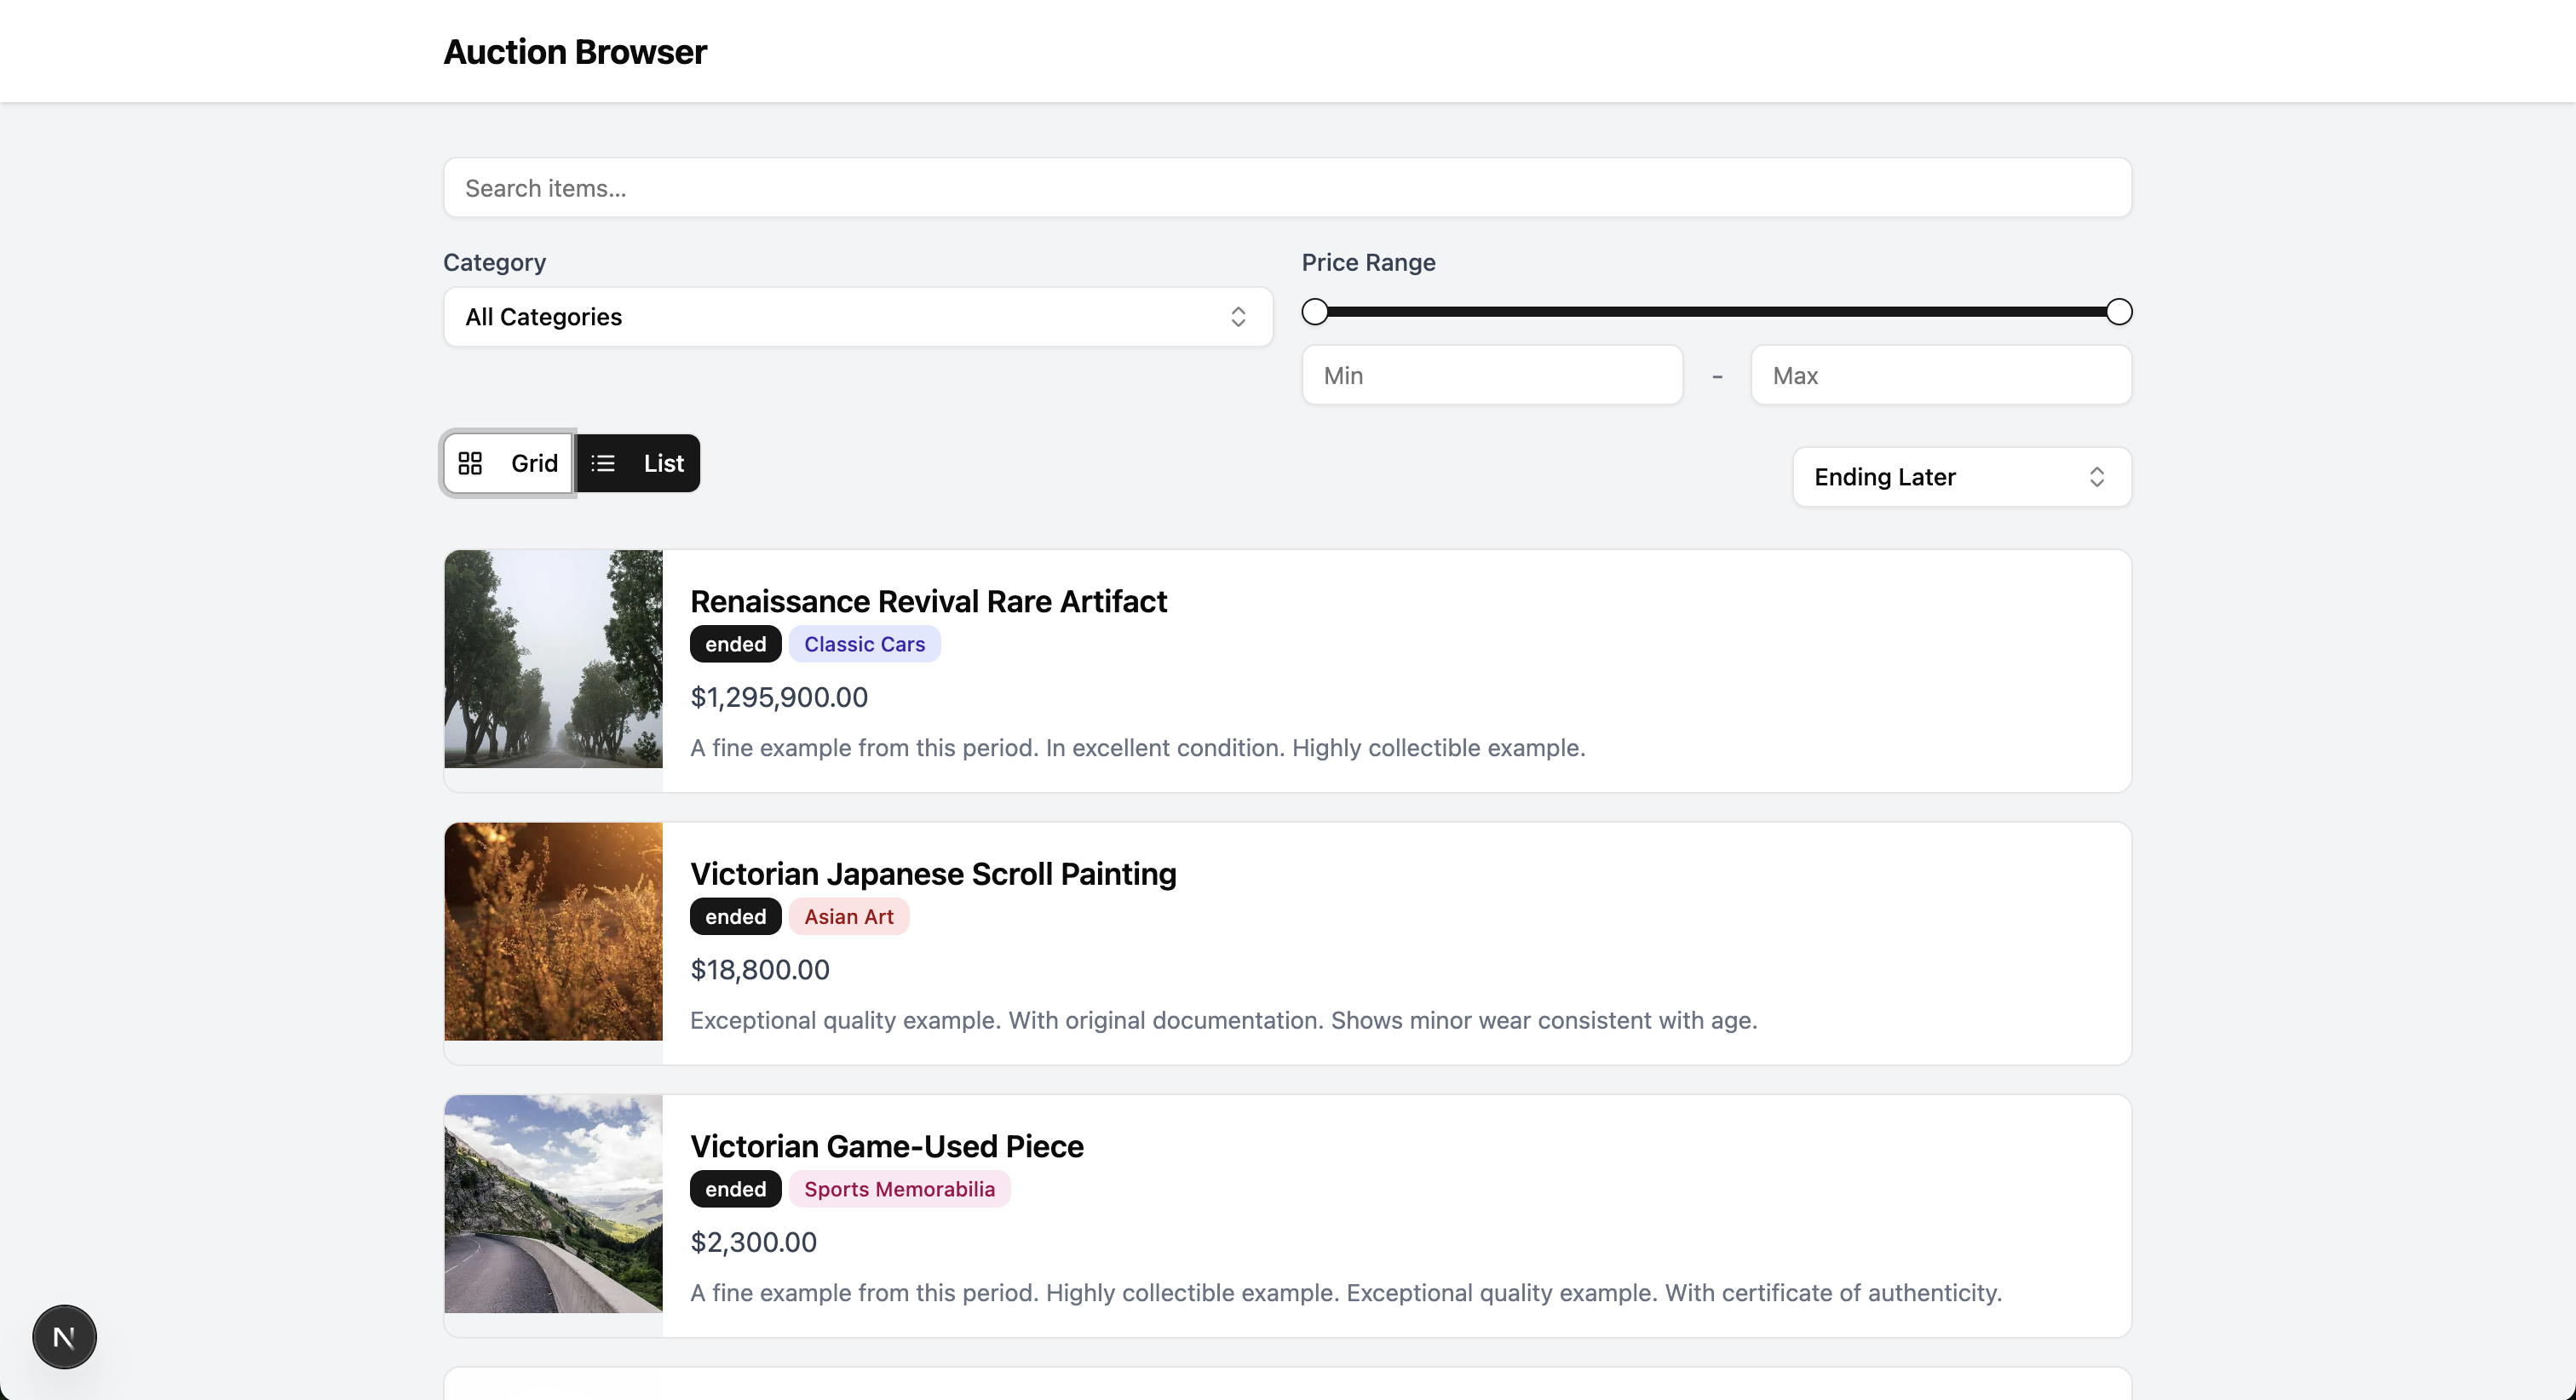 Auction Browser
Search items...
Category
Price Range
All Categories
Min - Max
Grid List
Ending Later
Renaissance Revival Rare Artifact
ended Classic Cars
$1,295,900.00
A fine example from this period. In excellent condition. Highly collectible example.
Victorian Japanese Scroll Painting
ended Asian Art
$18,800.00
Exceptional quality example. With original documentation. Shows minor wear consistent with age.
Victorian Game-Used Piece
ended Sports Memorabilia
$2,300.00
A fine example from this period. Highly collectible example. Exceptional quality example. With certificate of authenticity.
N